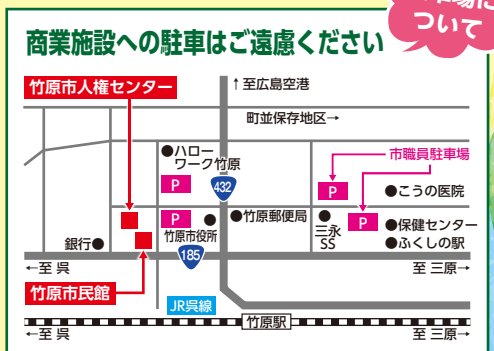 ついて
商業施設への駐車はご遠慮ください
竹原市人権センター
↑至広島空港
町並保存地区→
●ハロー
ワーク竹原
市職員駐車場
P
432
P
●こうの医院
P
竹原市役所
●竹原郵便局
三永
SS
P
●保健センター
●ふくしの駅
銀行●
185
←至 呉
至 三原→
竹原市民館
JR呉線
竹原駅
←至 呉
至 三原→